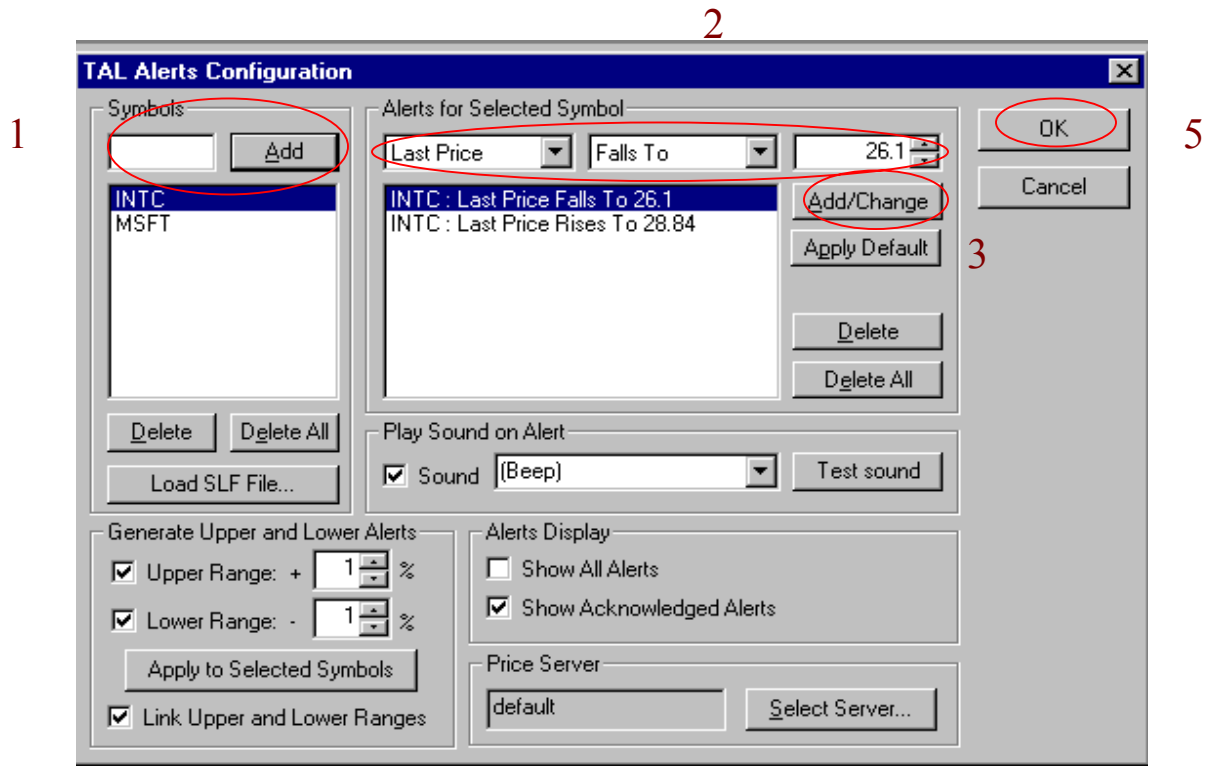 2
TAL Alerts Configuration
1
Symbols
Add
INTC
MSFT
Delete
Delete All
Load SLF File...
Alerts for Selected Symbol
Last Price
Falls To
26.1
INTC : Last Price Falls To 26.1
INTC : Last Price Rises To 28.84
Add/Change
Apply Default
3
Delete
Delete All
OK
5
Cancel
Play Sound on Alert
Sound
(Beep)
Test sound
Generate Upper and Lower Alerts
Upper Range: + 1 %
Lower Range: - 1 %
Apply to Selected Symbols
Link Upper and Lower Ranges
Alerts Display
Show All Alerts
Show Acknowledged Alerts
Price Server
default
Select Server...